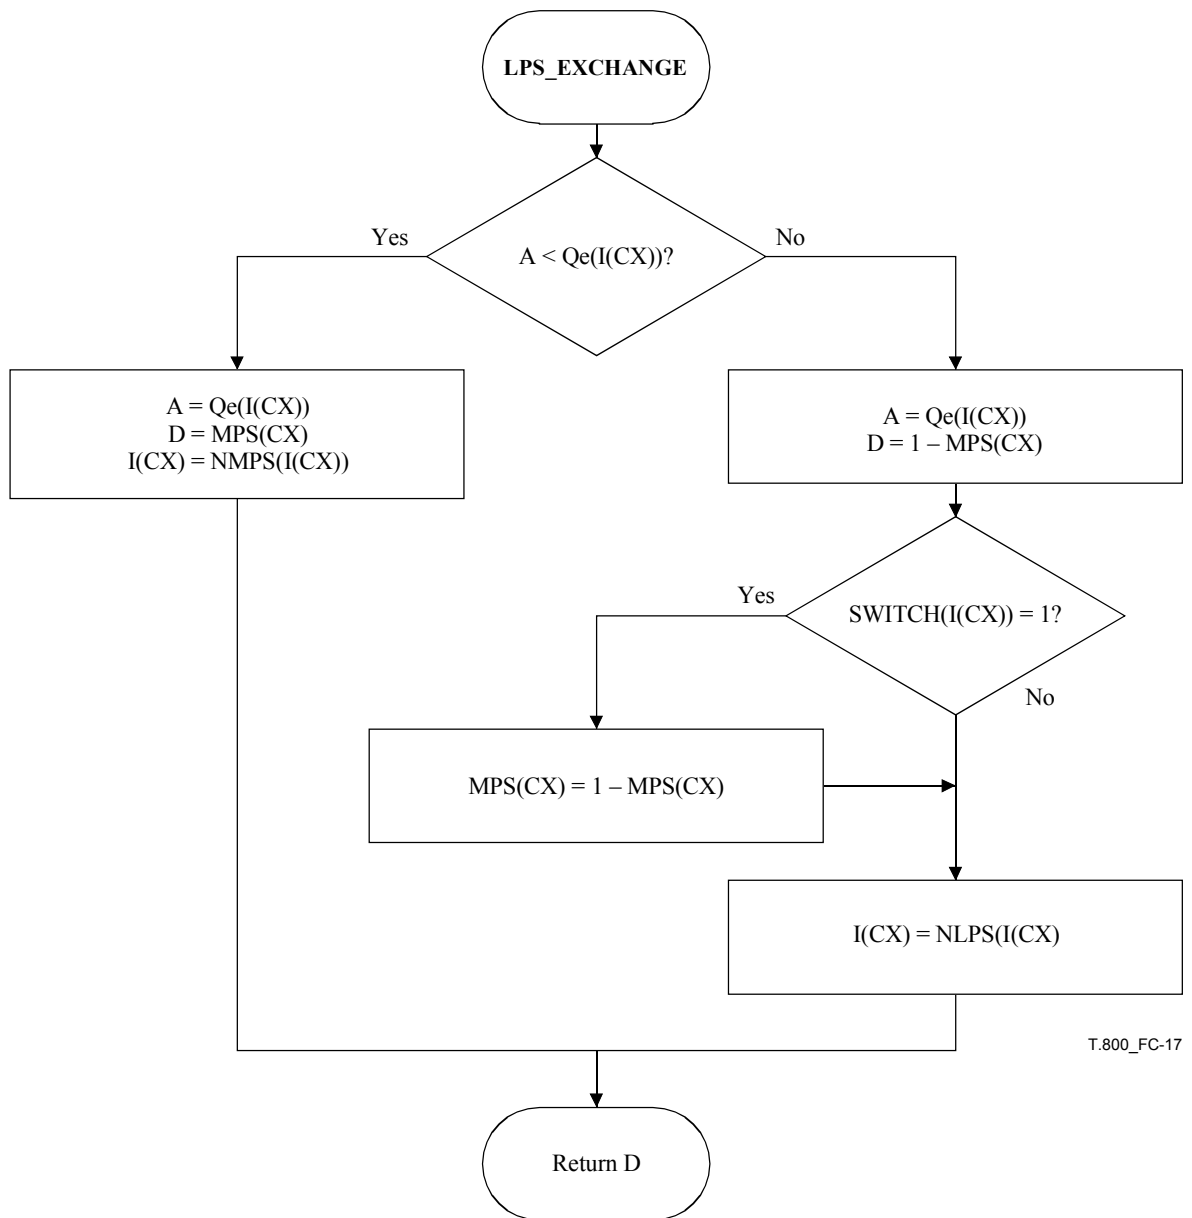 LPS_EXCHANGE
Yes
A < Qe(I(CX))?
No
A = Qe(I(CX))
D = MPS(CX)
I(CX) = NMPS(I(CX))
A = Qe(I(CX))
D = 1 – MPS(CX)
Yes
SWITCH(I(CX)) = 1?
No
MPS(CX) = 1 – MPS(CX)
I(CX) = NLPS(I(CX)
T.800_FC-17
Return D